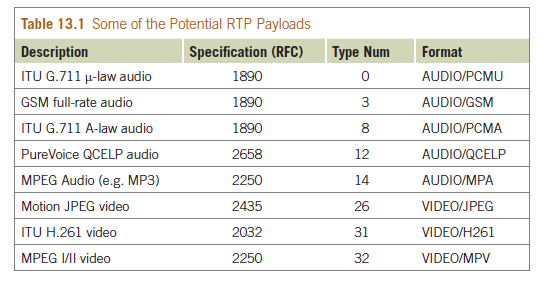 Table 13.1 Some of the Potential RTP Payloads
Description Specification (RFC) Type Num Format
ITU G.711 μ-law audio 1890 0 AUDIO/PCMU
GSM full-rate audio 1890 3 AUDIO/GSM
ITU G.711 A-law audio 1890 8 AUDIO/PCMA
PureVoice QCELP audio 2658 12 AUDIO/QCELP
MPEG Audio (e.g. MP3) 2250 14 AUDIO/MPA
Motion JPEG video 2435 26 VIDEO/JPEG
ITU H.261 video 2032 31 VIDEO/H261
MPEG I/II video 2250 32 VIDEO/MPV